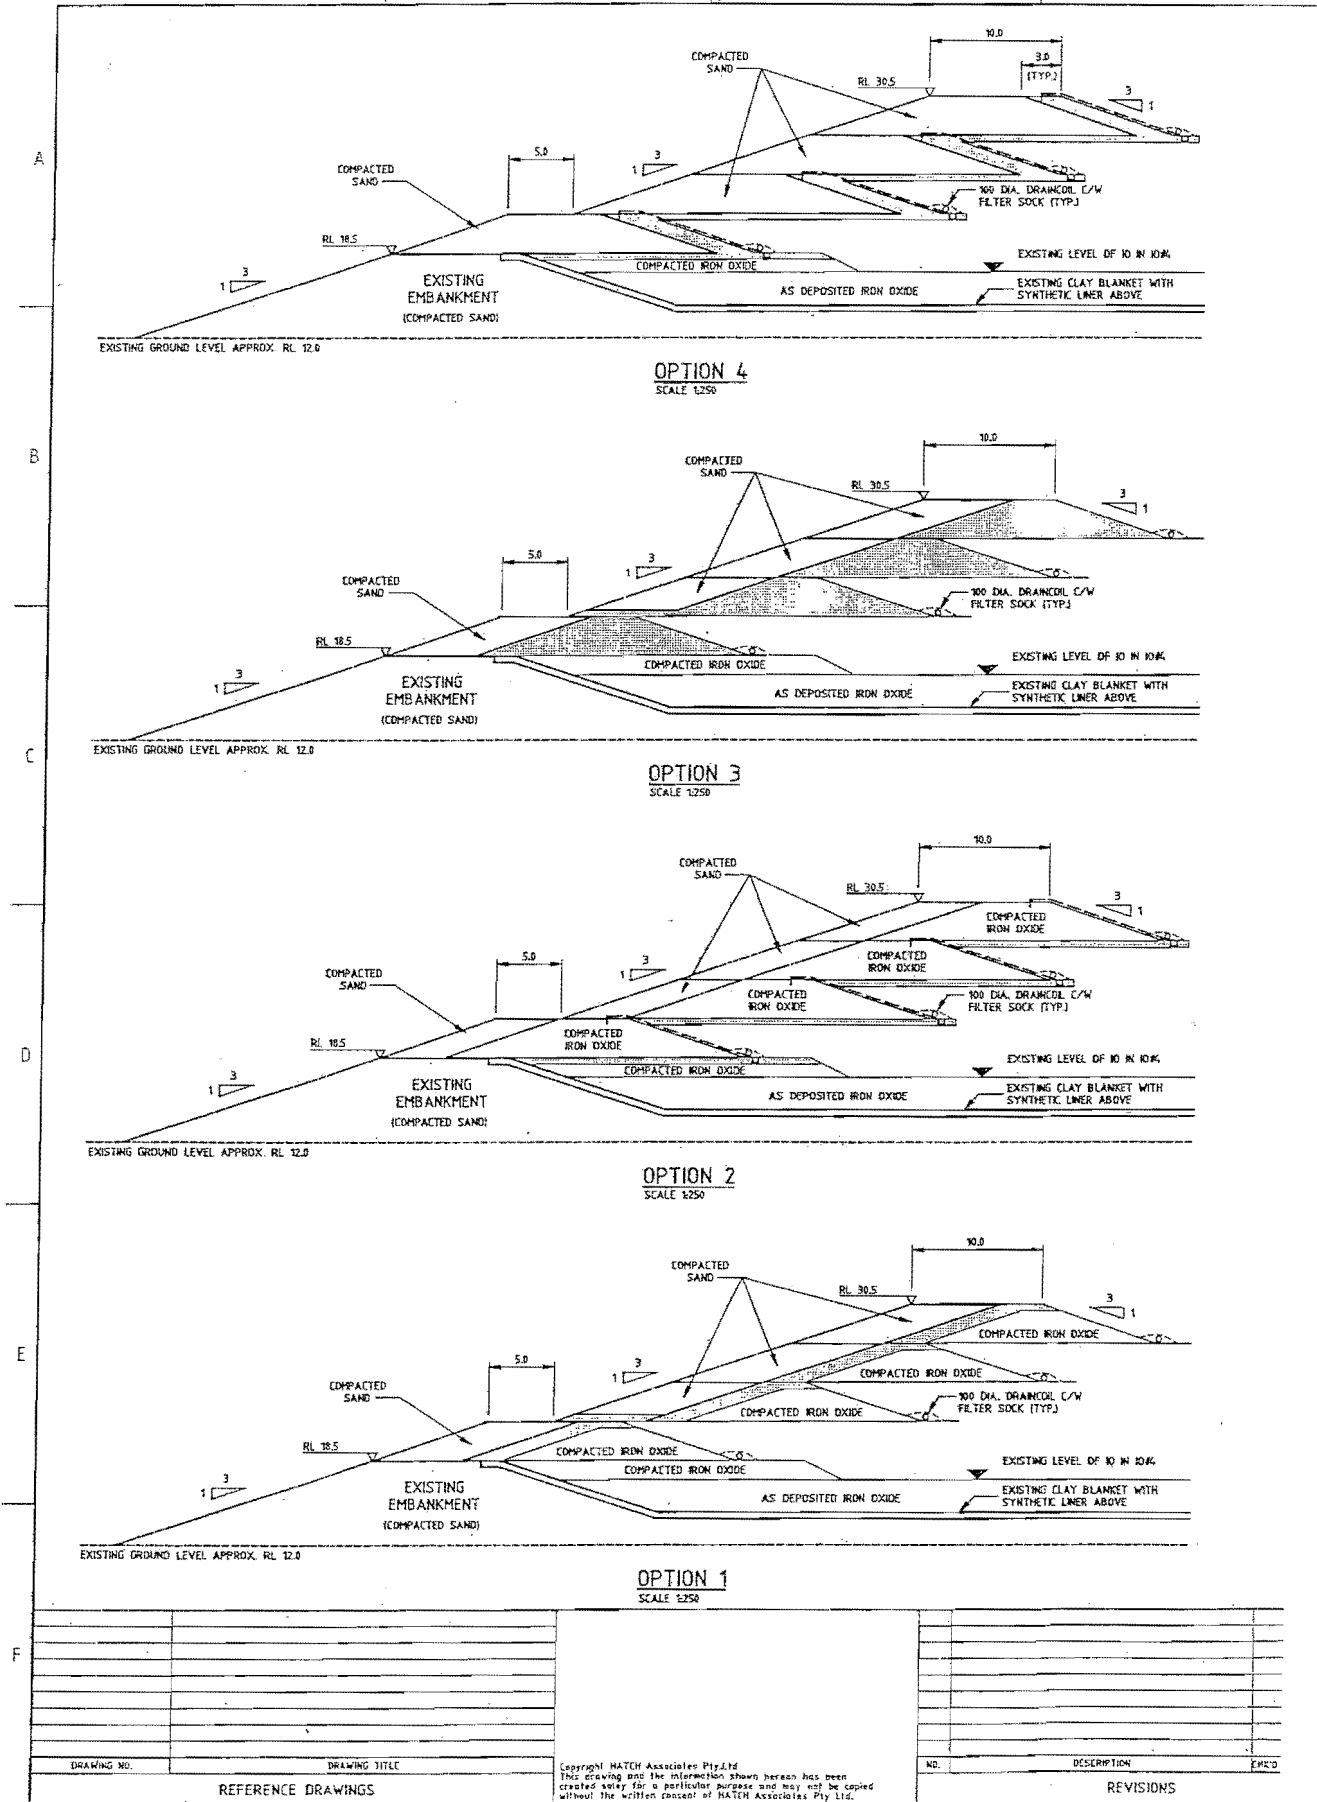 10.0
3.0
(TYP.)
COMPACTED
SAND
RL 30.5
3
1
A
5.0
3
1
COMPACTED
SAND
100 DIA. DRAINCOIL C/W
FILTER SOCK (TYP.)
RL 18.5
EXISTING LEVEL OF IO IN IO#4
COMPACTED IRON OXIDE
3
1
EXISTING
EMBANKMENT
(COMPACTED SAND)
AS DEPOSITED IRON OXIDE
EXISTING CLAY BLANKET WITH
SYNTHETIC LINER ABOVE
EXISTING GROUND LEVEL APPROX. RL 12.0
OPTION 4
SCALE 1:250
B
10.0
COMPACTED
SAND
RL 30.5
3
1
5.0
3
1
COMPACTED
SAND
100 DIA. DRAINCOIL C/W
FILTER SOCK (TYP.)
RL 18.5
EXISTING LEVEL OF IO IN IO#4
COMPACTED IRON OXIDE
3
1
EXISTING
EMBANKMENT
(COMPACTED SAND)
AS DEPOSITED IRON OXIDE
EXISTING CLAY BLANKET WITH
SYNTHETIC LINER ABOVE
EXISTING GROUND LEVEL APPROX. RL 12.0
C
OPTION 3
SCALE 1:250
10.0
COMPACTED
SAND
RL 30.5
3
1
COMPACTED
IRON OXIDE
5.0
3
1
COMPACTED
IRON OXIDE
COMPACTED
SAND
COMPACTED
IRON OXIDE
100 DIA. DRAINCOIL C/W
FILTER SOCK (TYP.)
COMPACTED
IRON OXIDE
RL 18.5
D
EXISTING LEVEL OF IO IN IO#4
COMPACTED IRON OXIDE
3
1
EXISTING
EMBANKMENT
(COMPACTED SAND)
AS DEPOSITED IRON OXIDE
EXISTING CLAY BLANKET WITH
SYNTHETIC LINER ABOVE
EXISTING GROUND LEVEL APPROX. RL 12.0
OPTION 2
SCALE 1:250
10.0
COMPACTED
SAND
RL 30.5
3
1
COMPACTED IRON OXIDE
E
5.0
3
1
COMPACTED IRON OXIDE
COMPACTED
SAND
100 DIA. DRAINCOIL C/W
FILTER SOCK (TYP.)
COMPACTED IRON OXIDE
RL 18.5
COMPACTED IRON OXIDE
EXISTING LEVEL OF IO IN IO#4
COMPACTED IRON OXIDE
3
1
EXISTING
EMBANKMENT
(COMPACTED SAND)
AS DEPOSITED IRON OXIDE
EXISTING CLAY BLANKET WITH
SYNTHETIC LINER ABOVE
EXISTING GROUND LEVEL APPROX. RL 12.0
OPTION 1
SCALE 1:250
F
DRAWING NO.
DRAWING TITLE
REFERENCE DRAWINGS
Copyright HATCH Associates Pty.Ltd
This drawing and the information shown hereon has been
created soley for a particular purpose and may not be copied
without the written consent of HATCH Associates Pty Ltd.
NO.
DESCRIPTION
CHK'D
REVISIONS